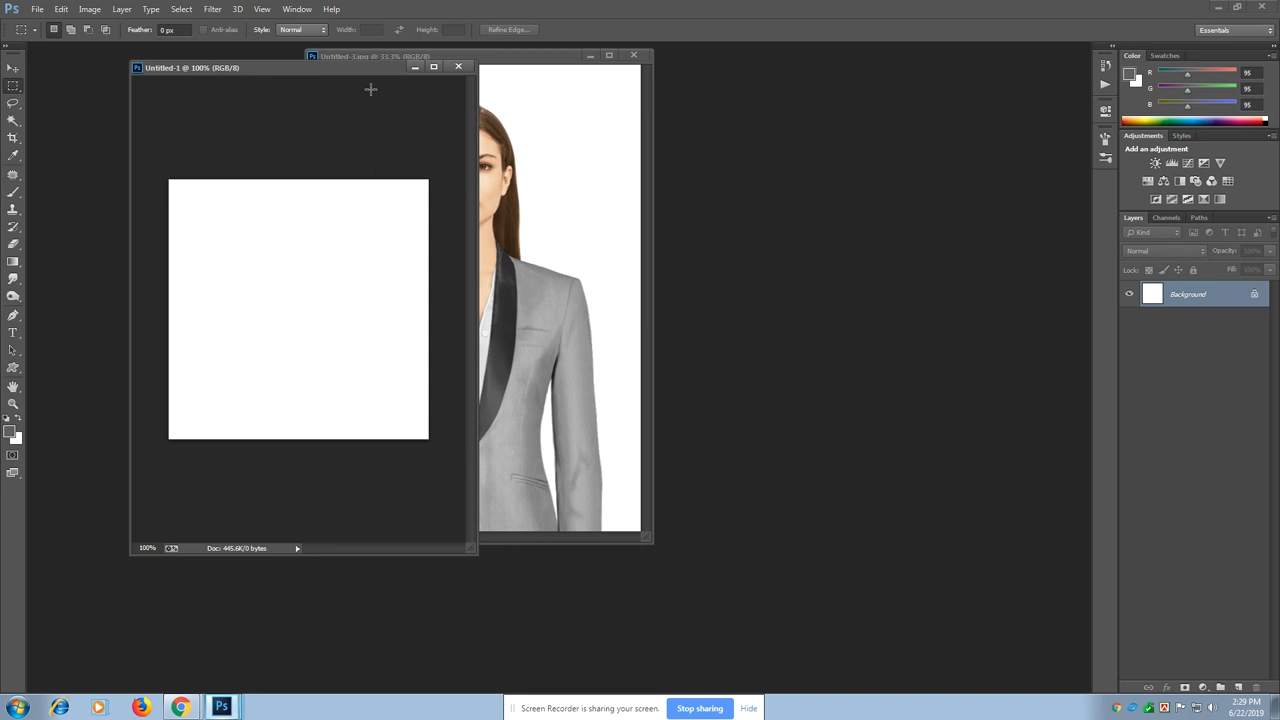 Ps File Edit Image Layer Type Select Filter 3D View Window Help
Feather: 0 px Anti-alias Style: Normal Width: Height: Refine Edge... Essentials
Ps Untitled-3.jpg @ 33.3% (RGB/8)
Ps Untitled-1 @ 100% (RGB/8)
Color Swatches
R 95
G 95
B 95
Adjustments Styles
Add an adjustment
Layers Channels Paths
Kind
Normal Opacity: 100%
Lock: Fill: 100%
Background
100% Doc: 445.6K/0 bytes
Screen Recorder is sharing your screen. Stop sharing Hide
Ps
2:29 PM
6/22/2019